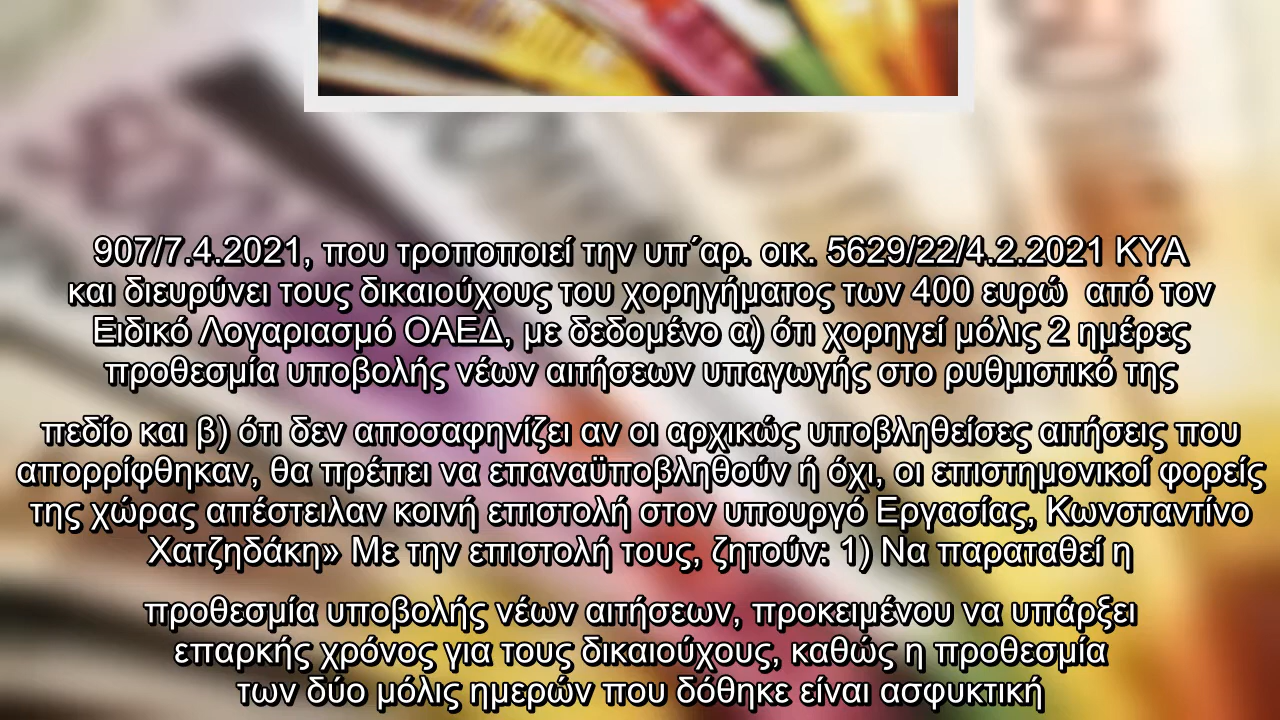 907/7.4.2021, που τροποποιεί την υπ΄αρ. οικ. 5629/22/4.2.2021 ΚΥΑ
και διευρύνει τους δικαιούχους του χορηγήματος των 400 ευρώ  από τον
Ειδικό Λογαριασμό ΟΑΕΔ, με δεδομένο α) ότι χορηγεί μόλις 2 ημέρες
προθεσμία υποβολής νέων αιτήσεων υπαγωγής στο ρυθμιστικό της
πεδίο και β) ότι δεν αποσαφηνίζει αν οι αρχικώς υποβληθείσες αιτήσεις που
απορρίφθηκαν, θα πρέπει να επαναϋποβληθούν ή όχι, οι επιστημονικοί φορείς
της χώρας απέστειλαν κοινή επιστολή στον υπουργό Εργασίας, Κωνσταντίνο
Χατζηδάκη» Με την επιστολή τους, ζητούν: 1) Να παραταθεί η
προθεσμία υποβολής νέων αιτήσεων, προκειμένου να υπάρξει
επαρκής χρόνος για τους δικαιούχους, καθώς η προθεσμία
των δύο μόλις ημερών που δόθηκε είναι ασφυκτική